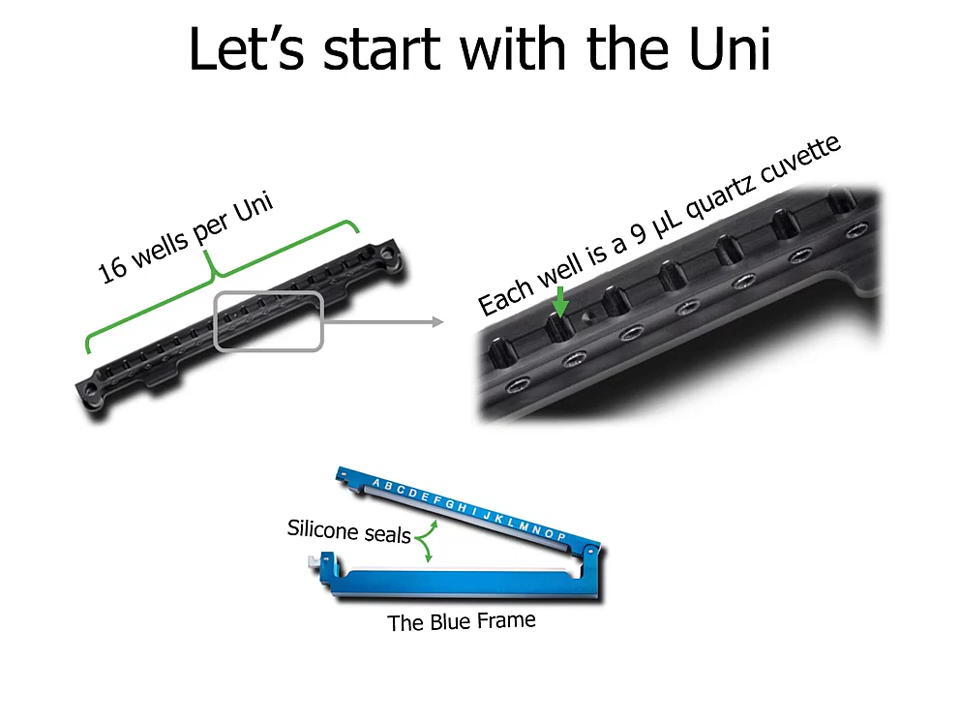 Let's start with the Uni
16 wells per Uni
Each well is a 9 µL quartz cuvette
A B C D E F G H I J K L M N O P
Silicone seals
The Blue Frame